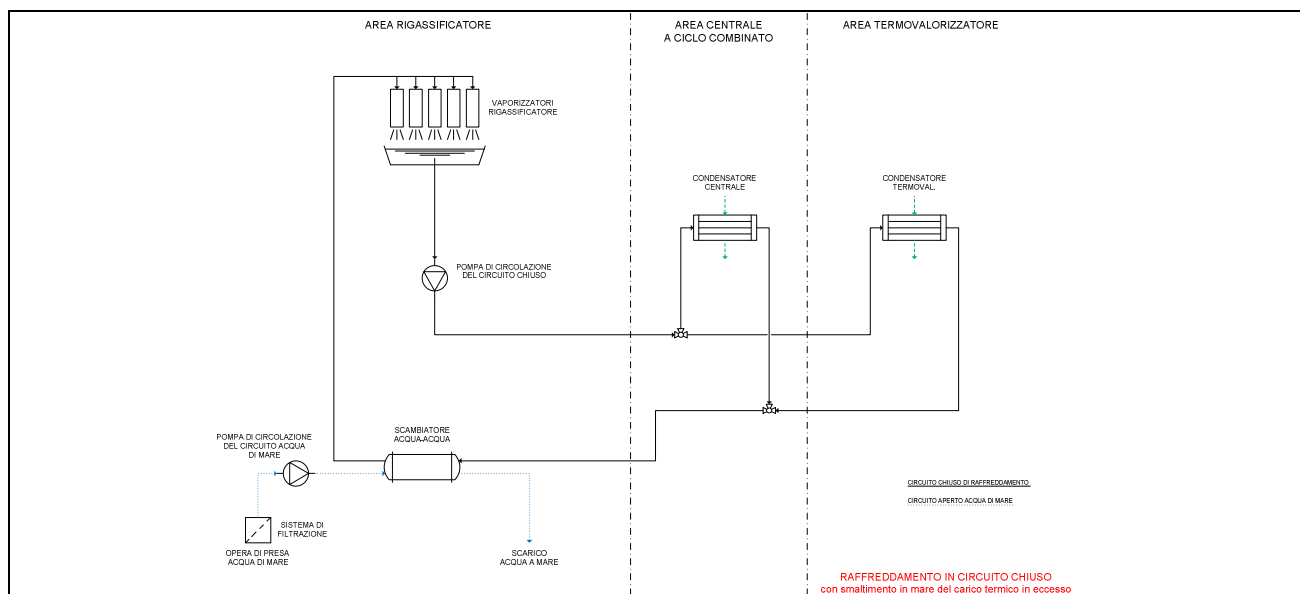 AREA RIGASSIFICATORE
AREA CENTRALE
A CICLO COMBINATO
AREA TERMOVALORIZZATORE
VAPORIZZATORI
RIGASSIFICATORE
CONDENSATORE
CENTRALE
CONDENSATORE
TERMOVAL.
POMPA DI CIRCOLAZIONE
DEL CIRCUITO CHIUSO
SCAMBIATORE
ACQUA-ACQUA
POMPA DI CIRCOLAZIONE
DEL CIRCUITO ACQUA
DI MARE
SISTEMA DI
FILTRAZIONE
OPERA DI PRESA
ACQUA DI MARE
SCARICO
ACQUA A MARE
CIRCUITO CHIUSO DI RAFFREDDAMENTO
CIRCUITO APERTO ACQUA DI MARE
RAFFREDDAMENTO IN CIRCUITO CHIUSO
con smaltimento in mare del carico termico in eccesso